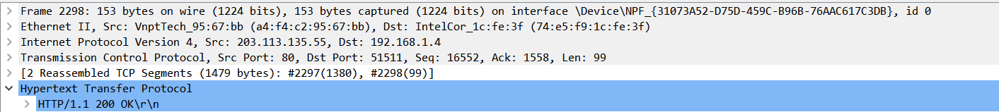 Frame 2298: 153 bytes on wire (1224 bits), 153 bytes captured (1224 bits) on interface \Device\NPF_{31073A52-D75D-459C-B96B-76AAC617C3DB}, id 0
Ethernet II, Src: VnptTech_95:67:bb (a4:f4:c2:95:67:bb), Dst: IntelCor_1c:fe:3f (74:e5:f9:1c:fe:3f)
Internet Protocol Version 4, Src: 203.113.135.55, Dst: 192.168.1.4
Transmission Control Protocol, Src Port: 80, Dst Port: 51511, Seq: 16552, Ack: 1558, Len: 99
[2 Reassembled TCP Segments (1479 bytes): #2297(1380), #2298(99)]
Hypertext Transfer Protocol
HTTP/1.1 200 OK\r\n